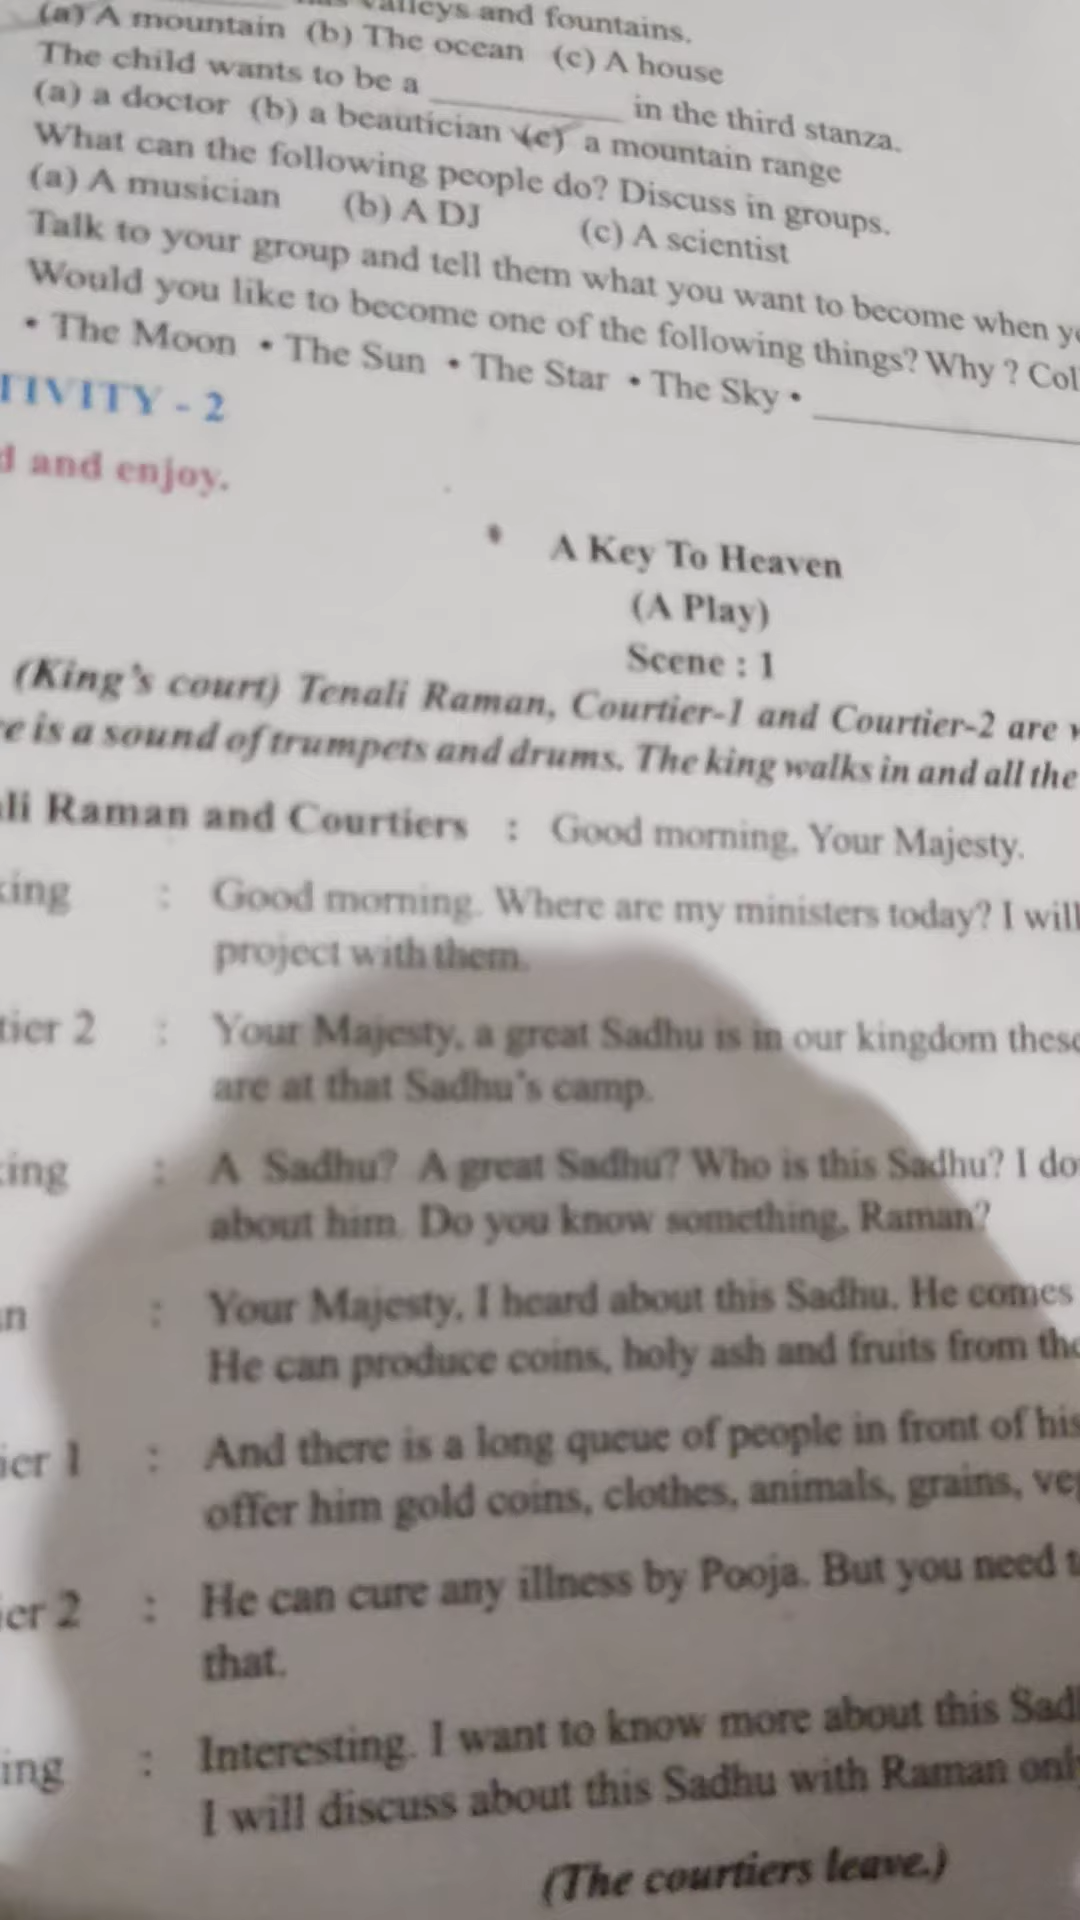 valleys and fountains.
(a) A mountain (b) The ocean (c) A house
The child wants to be a __________ in the third stanza.
(a) a doctor (b) a beautician (c) a mountain range
What can the following people do? Discuss in groups.
(a) A musician (b) A DJ (c) A scientist
Talk to your group and tell them what you want to become when
Would you like to become one of the following things? Why ?
• The Moon • The Sun • The Star • The Sky • __________
TIVITY - 2
and enjoy.
A Key To Heaven
(A Play)
Scene : 1
(King's court) Tenali Raman, Courtier-1 and Courtier-2 are
is a sound of trumpets and drums. The king walks in and all the
li Raman and Courtiers : Good morning, Your Majesty.
ing : Good morning. Where are my ministers today? I will
project with them.
tier 2 : Your Majesty, a great Sadhu is in our kingdom these
are at that Sadhu's camp.
ing : A Sadhu? A great Sadhu? Who is this Sadhu? I do
about him. Do you know something, Raman?
n : Your Majesty, I heard about this Sadhu. He comes
He can produce coins, holy ash and fruits from the
ier 1 : And there is a long queue of people in front of his
offer him gold coins, clothes, animals, grains,
ier 2 : He can cure any illness by Pooja. But you need
that.
ing : Interesting. I want to know more about this
I will discuss about this Sadhu with Raman
(The courtiers leave.)